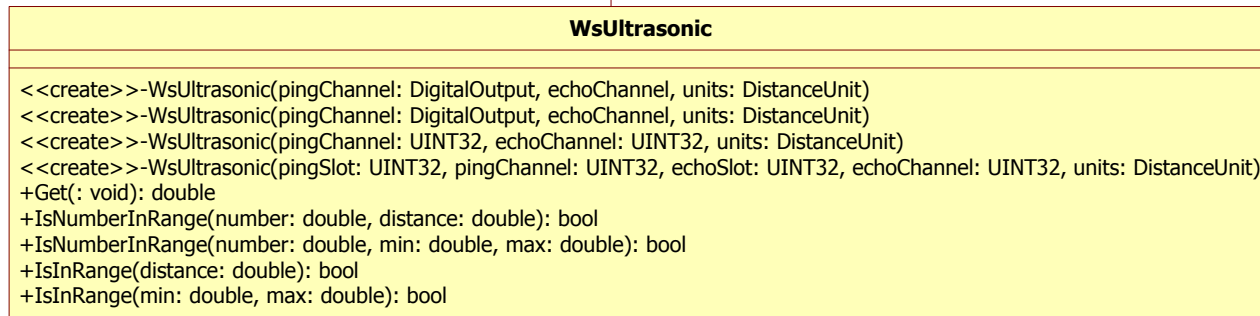 WsUltrasonic
<<create>>-WsUltrasonic(pingChannel: DigitalOutput, echoChannel, units: DistanceUnit)
<<create>>-WsUltrasonic(pingChannel: DigitalOutput, echoChannel, units: DistanceUnit)
<<create>>-WsUltrasonic(pingChannel: UINT32, echoChannel: UINT32, units: DistanceUnit)
<<create>>-WsUltrasonic(pingSlot: UINT32, pingChannel: UINT32, echoSlot: UINT32, echoChannel: UINT32, units: DistanceUnit)
+Get(: void): double
+IsNumberInRange(number: double, distance: double): bool
+IsNumberInRange(number: double, min: double, max: double): bool
+IsInRange(distance: double): bool
+IsInRange(min: double, max: double): bool